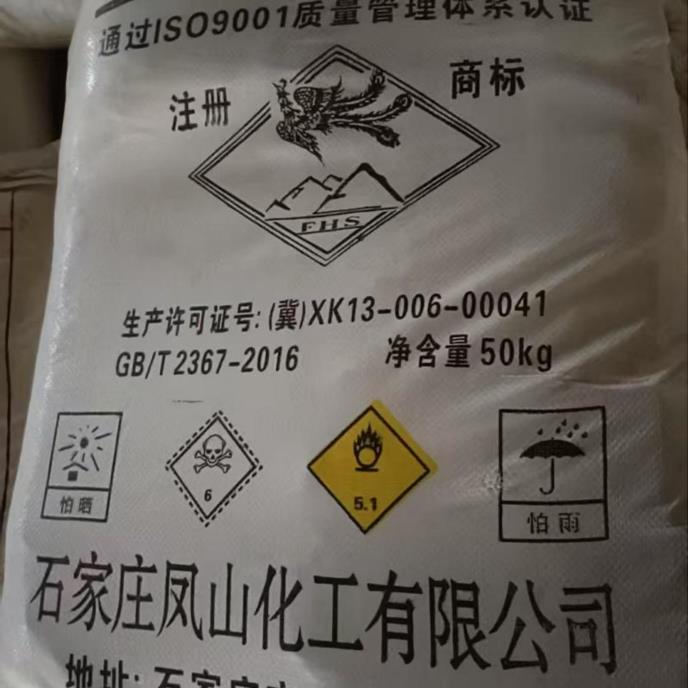 通过ISO9001质量管理体系认证
注册
商标
FHS
生产许可证号:(冀)XK13-006-00041
GB/T2367-2016
净含量50kg
怕晒
6
5.1
怕雨
石家庄凤山化工有限公司
地址:石家庄